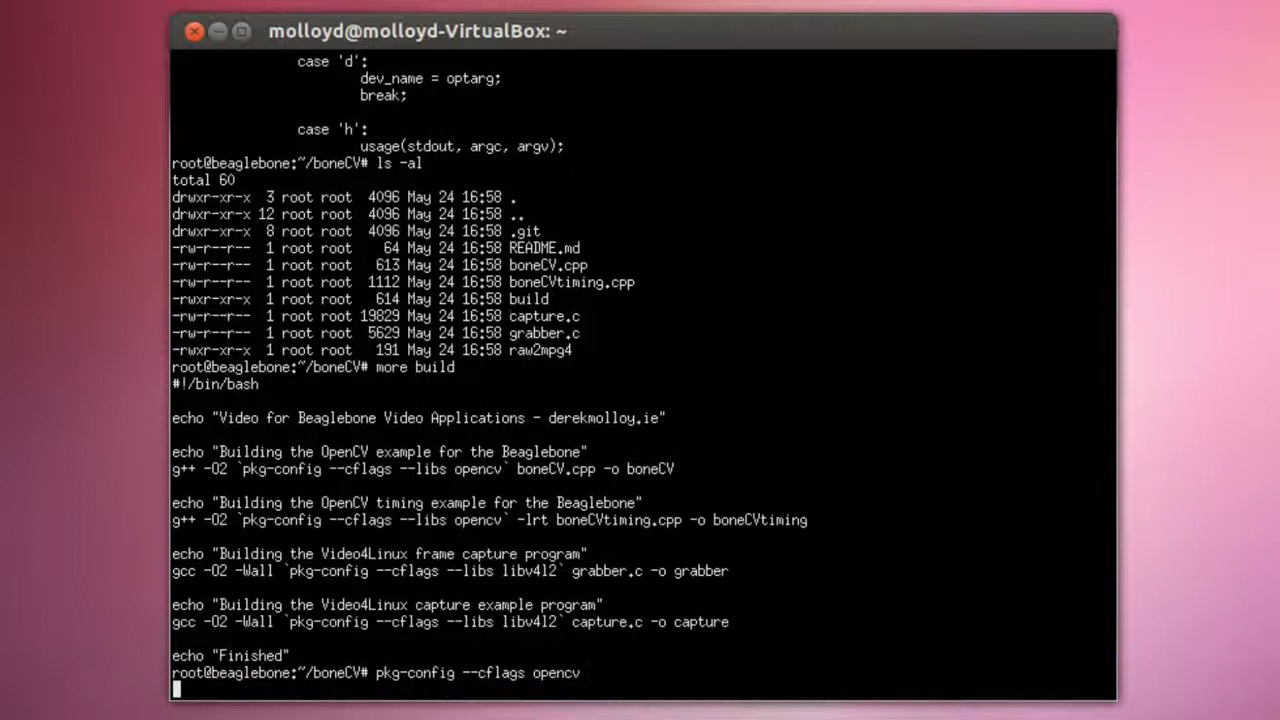 molloyd@molloyd-VirtualBox: ~
case 'd':
dev_name = optarg;
break;
case 'h':
usage(stdout, argc, argv);
root@beaglebone:~/boneCV# ls -al
total 60
drwxr-xr-x  3 root root  4096 May 24 16:58 .
drwxr-xr-x 12 root root  4096 May 24 16:58 ..
drwxr-xr-x  8 root root  4096 May 24 16:58 .git
-rw-r--r--  1 root root    64 May 24 16:58 README.md
-rw-r--r--  1 root root   613 May 24 16:58 boneCV.cpp
-rw-r--r--  1 root root  1112 May 24 16:58 boneCVtiming.cpp
-rwxr-xr-x  1 root root   614 May 24 16:58 build
-rw-r--r--  1 root root 19829 May 24 16:58 capture.c
-rw-r--r--  1 root root  5629 May 24 16:58 grabber.c
-rwxr-xr-x  1 root root   191 May 24 16:58 raw2mpg4
root@beaglebone:~/boneCV# more build
#!/bin/bash
echo "Video for Beaglebone Video Applications - derekmolloy.ie"
echo "Building the OpenCV example for the Beaglebone"
g++ -O2 `pkg-config --cflags --libs opencv` boneCV.cpp -o boneCV
echo "Building the OpenCV timing example for the Beaglebone"
g++ -O2 `pkg-config --cflags --libs opencv` -lrt boneCVtiming.cpp -o boneCVtiming
echo "Building the Video4Linux frame capture program"
gcc -O2 -Wall `pkg-config --cflags --libs libv4l2` grabber.c -o grabber
echo "Building the Video4Linux capture example program"
gcc -O2 -Wall `pkg-config --cflags --libs libv4l2` capture.c -o capture
echo "Finished"
root@beaglebone:~/boneCV# pkg-config --cflags opencv